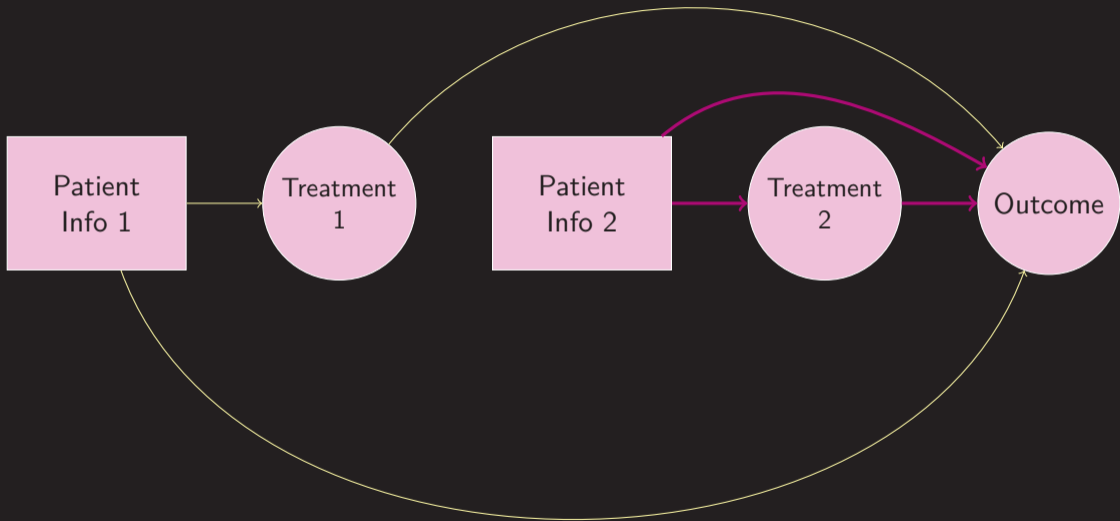 Patient
Info 1
Treatment
1
Patient
Info 2
Treatment
2
Outcome